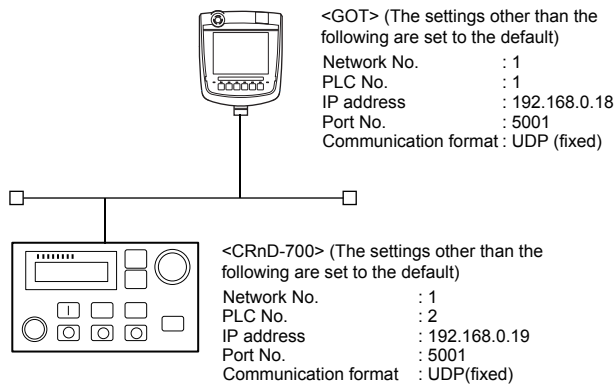 <GOT> (The settings other than the
following are set to the default)
Network No. : 1
PLC No. : 1
IP address : 192.168.0.18
Port No. : 5001
Communication format : UDP (fixed)
<CRnD-700> (The settings other than the
following are set to the default)
Network No. : 1
PLC No. : 2
IP address : 192.168.0.19
Port No. : 5001
Communication format : UDP(fixed)